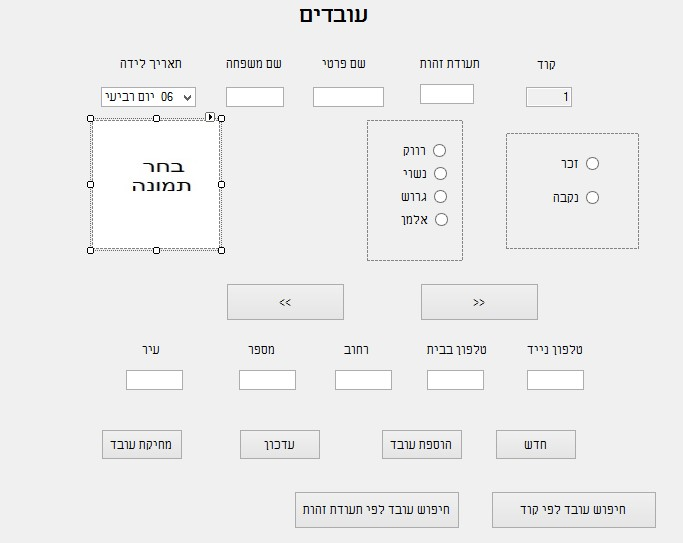 עובדים
קוד
תעודת זהות
שם פרטי
שם משפחה
תאריך לידה
1
06 יום רביעי
זכר
נקבה
רווק
נשוי
גרוש
אלמן
בחר
תמונה
>>
<<
טלפון נייד
טלפון בבית
רחוב
מספר
עיר
חדש
הוספת עובד
עדכון
מחיקת עובד
חיפוש עובד לפי קוד
חיפוש עובד לפי תעודת זהות